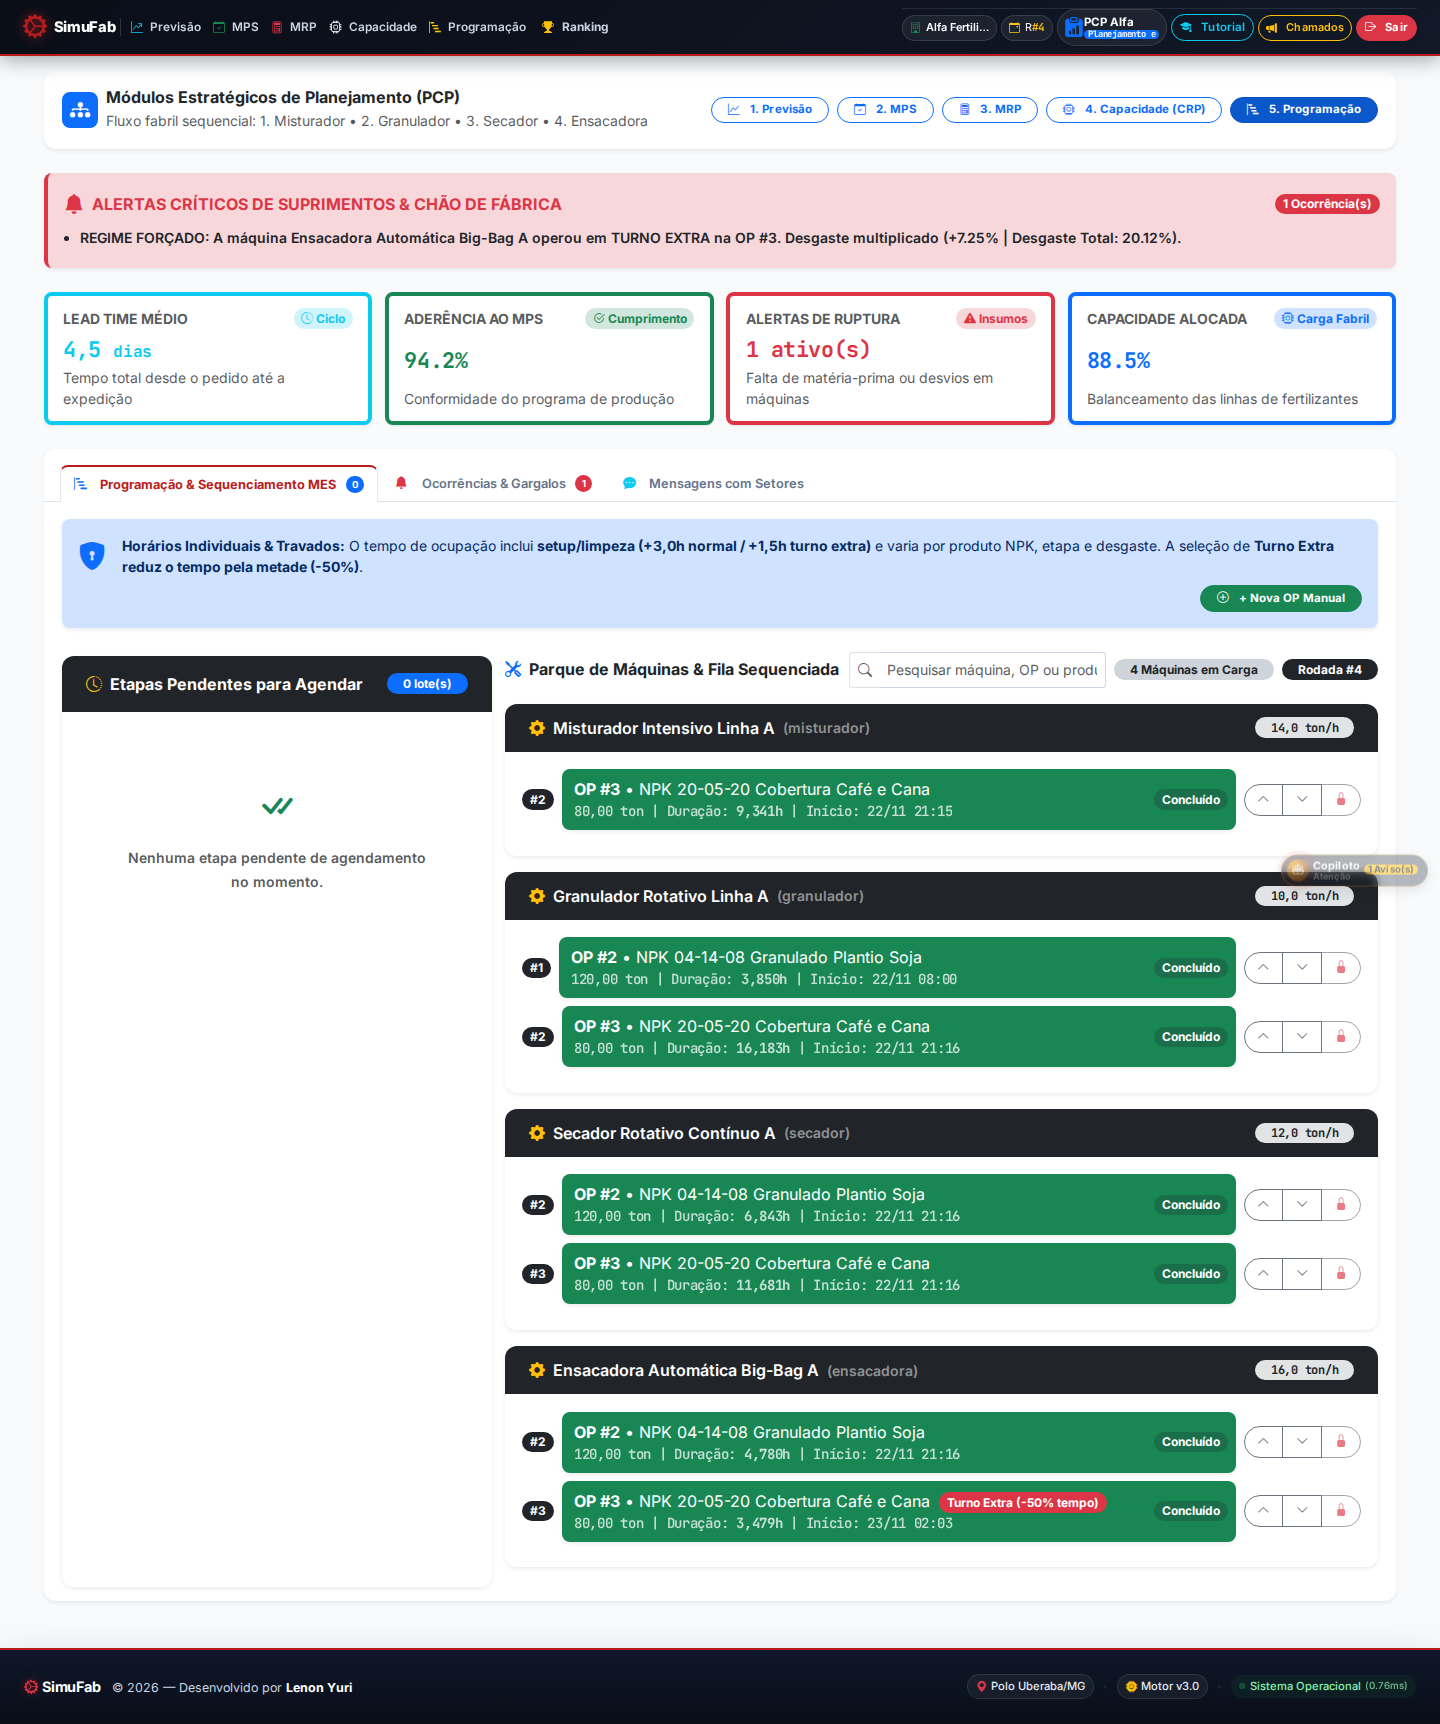 SimuFab Previsão MPS MRP Capacidade Programação Ranking Alfa Fertili... R#4 PCP Alfa Planejamento e Tutorial Chamados Sair
Módulos Estratégicos de Planejamento (PCP)
Fluxo fabril sequencial: 1. Misturador • 2. Granulador • 3. Secador • 4. Ensacadora
1. Previsão 2. MPS 3. MRP 4. Capacidade (CRP) 5. Programação
ALERTAS CRÍTICOS DE SUPRIMENTOS & CHÃO DE FÁBRICA 1 Ocorrência(s)
• REGIME FORÇADO: A máquina Ensacadora Automática Big-Bag A operou em TURNO EXTRA na OP #3. Desgaste multiplicado (+7.25% | Desgaste Total: 20.12%).
LEAD TIME MÉDIO Ciclo
4,5 dias
Tempo total desde o pedido até a
expedição
ADERÊNCIA AO MPS Cumprimento
94.2%
Conformidade do programa de produção
ALERTAS DE RUPTURA Insumos
1 ativo(s)
Falta de matéria-prima ou desvios em
máquinas
CAPACIDADE ALOCADA Carga Fabril
88.5%
Balanceamento das linhas de fertilizantes
Programação & Sequenciamento MES 0 Ocorrências & Gargalos 1 Mensagens com Setores
Horários Individuais & Travados: O tempo de ocupação inclui setup/limpeza (+3,0h normal / +1,5h turno extra) e varia por produto NPK, etapa e desgaste. A seleção de Turno Extra
reduz o tempo pela metade (-50%).
+ Nova OP Manual
Etapas Pendentes para Agendar 0 lote(s)
Nenhuma etapa pendente de agendamento
no momento.
Parque de Máquinas & Fila Sequenciada Pesquisar máquina, OP ou produ 4 Máquinas em Carga Rodada #4
Misturador Intensivo Linha A (misturador) 14,0 ton/h
#2 OP #3 • NPK 20-05-20 Cobertura Café e Cana Concluído
80,00 ton | Duração: 9,341h | Início: 22/11 21:15
Copiloto Atenção 1 Aviso(s)
Granulador Rotativo Linha A (granulador) 10,0 ton/h
#1 OP #2 • NPK 04-14-08 Granulado Plantio Soja Concluído
120,00 ton | Duração: 3,850h | Início: 22/11 08:00
#2 OP #3 • NPK 20-05-20 Cobertura Café e Cana Concluído
80,00 ton | Duração: 16,183h | Início: 22/11 21:16
Secador Rotativo Contínuo A (secador) 12,0 ton/h
#2 OP #2 • NPK 04-14-08 Granulado Plantio Soja Concluído
120,00 ton | Duração: 6,843h | Início: 22/11 21:16
#3 OP #3 • NPK 20-05-20 Cobertura Café e Cana Concluído
80,00 ton | Duração: 11,681h | Início: 22/11 21:16
Ensacadora Automática Big-Bag A (ensacadora) 16,0 ton/h
#2 OP #2 • NPK 04-14-08 Granulado Plantio Soja Concluído
120,00 ton | Duração: 4,780h | Início: 22/11 21:16
#3 OP #3 • NPK 20-05-20 Cobertura Café e Cana Turno Extra (-50% tempo) Concluído
80,00 ton | Duração: 3,479h | Início: 23/11 02:03
SimuFab © 2026 — Desenvolvido por Lenon Yuri Polo Uberaba/MG Motor v3.0 Sistema Operacional (0.76ms)